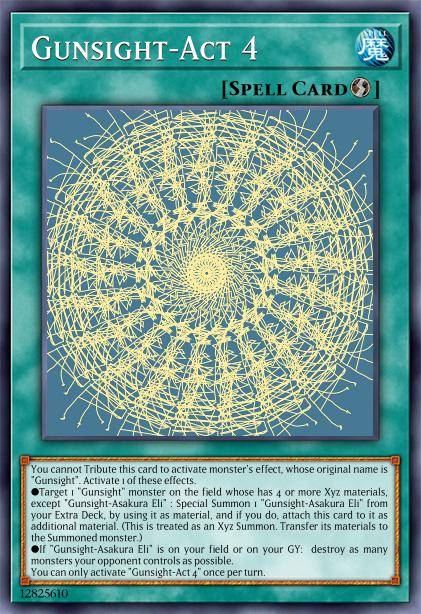 Gunsight-Act 4
SPELL
魔
[Spell Card]
You cannot Tribute this card to activate monster's effect, whose original name is
"Gunsight". Activate 1 of these effects.
●Target 1 "Gunsight" monster on the field whose has 4 or more Xyz materials,
except "Gunsight-Asakura Eli" : Special Summon 1 "Gunsight-Asakura Eli" from
your Extra Deck, by using it as material, and if you do, attach this card to it as
additional material. (This is treated as an Xyz Summon. Transfer its materials to
the Summoned monster.)
●If "Gunsight-Asakura Eli" is on your field or on your GY: destroy as many
monsters your opponent controls as possible.
You can only activate "Gunsight-Act 4" once per turn.
12825610